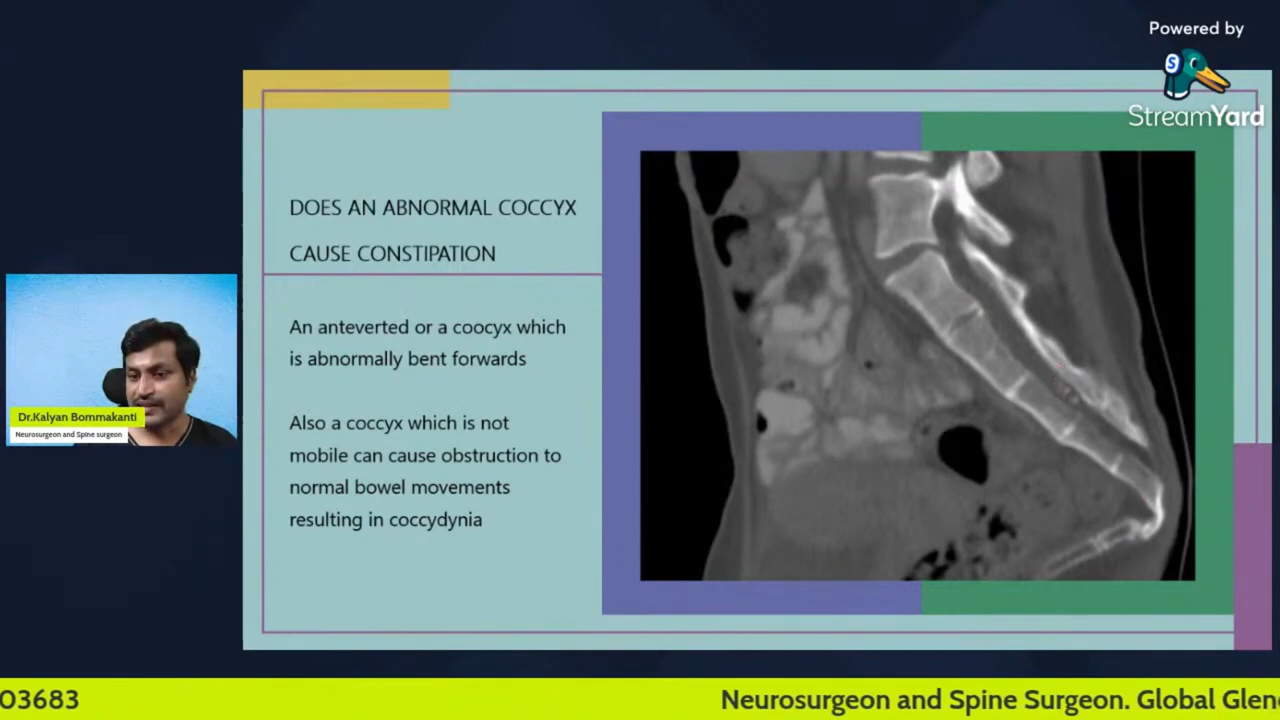 Powered by
S
StreamYard
DOES AN ABNORMAL COCCYX
CAUSE CONSTIPATION
An anteverted or a coocyx which
is abnormally bent forwards
Also a coccyx which is not
mobile can cause obstruction to
normal bowel movements
resulting in coccydynia
Dr.Kalyan Bommakanti
Neurosurgeon and Spine surgeon
03683
Neurosurgeon and Spine Surgeon. Global Glen